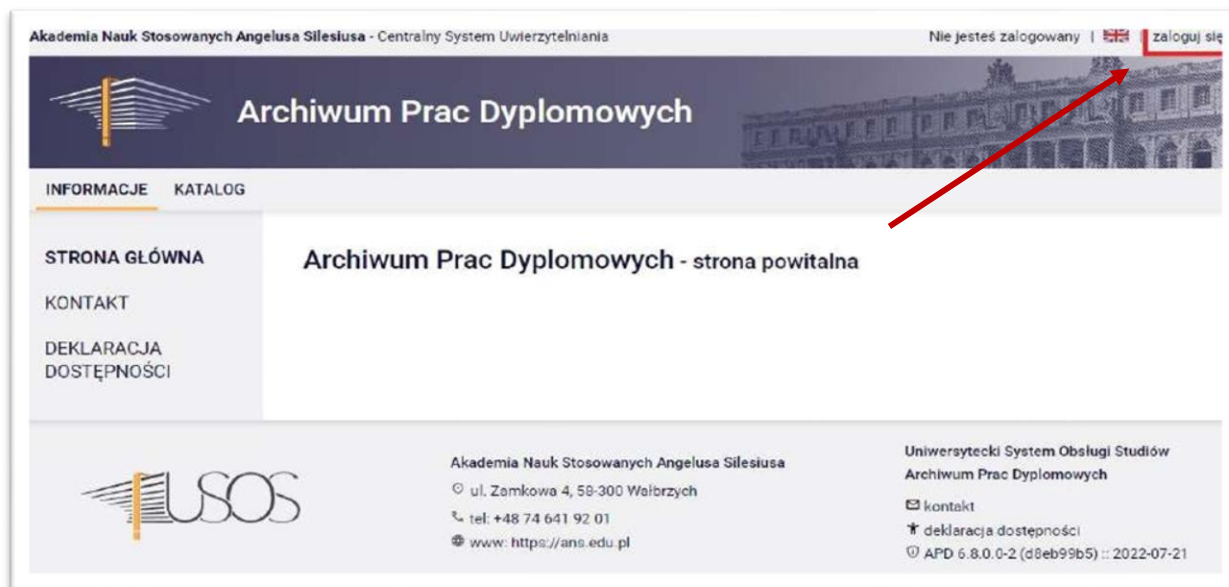 Akademia Nauk Stosowanych Angelusa Silesiusa - Centralny System Uwierzytelniania
Nie jesteś zalogowany | | zaloguj się
Archiwum Prac Dyplomowych
INFORMACJE KATALOG
STRONA GŁÓWNA
KONTAKT
DEKLARACJA
DOSTĘPNOŚCI
Archiwum Prac Dyplomowych - strona powitalna
USOS
Akademia Nauk Stosowanych Angelusa Silesiusa
ul. Zamkowa 4, 58-300 Wałbrzych
tel: +48 74 641 92 01
www: https://ans.edu.pl
Uniwersytecki System Obsługi Studiów
Archiwum Prac Dyplomowych
kontakt
deklaracja dostępności
APD 6.8.0.0-2 (d8eb99b5) :: 2022-07-21